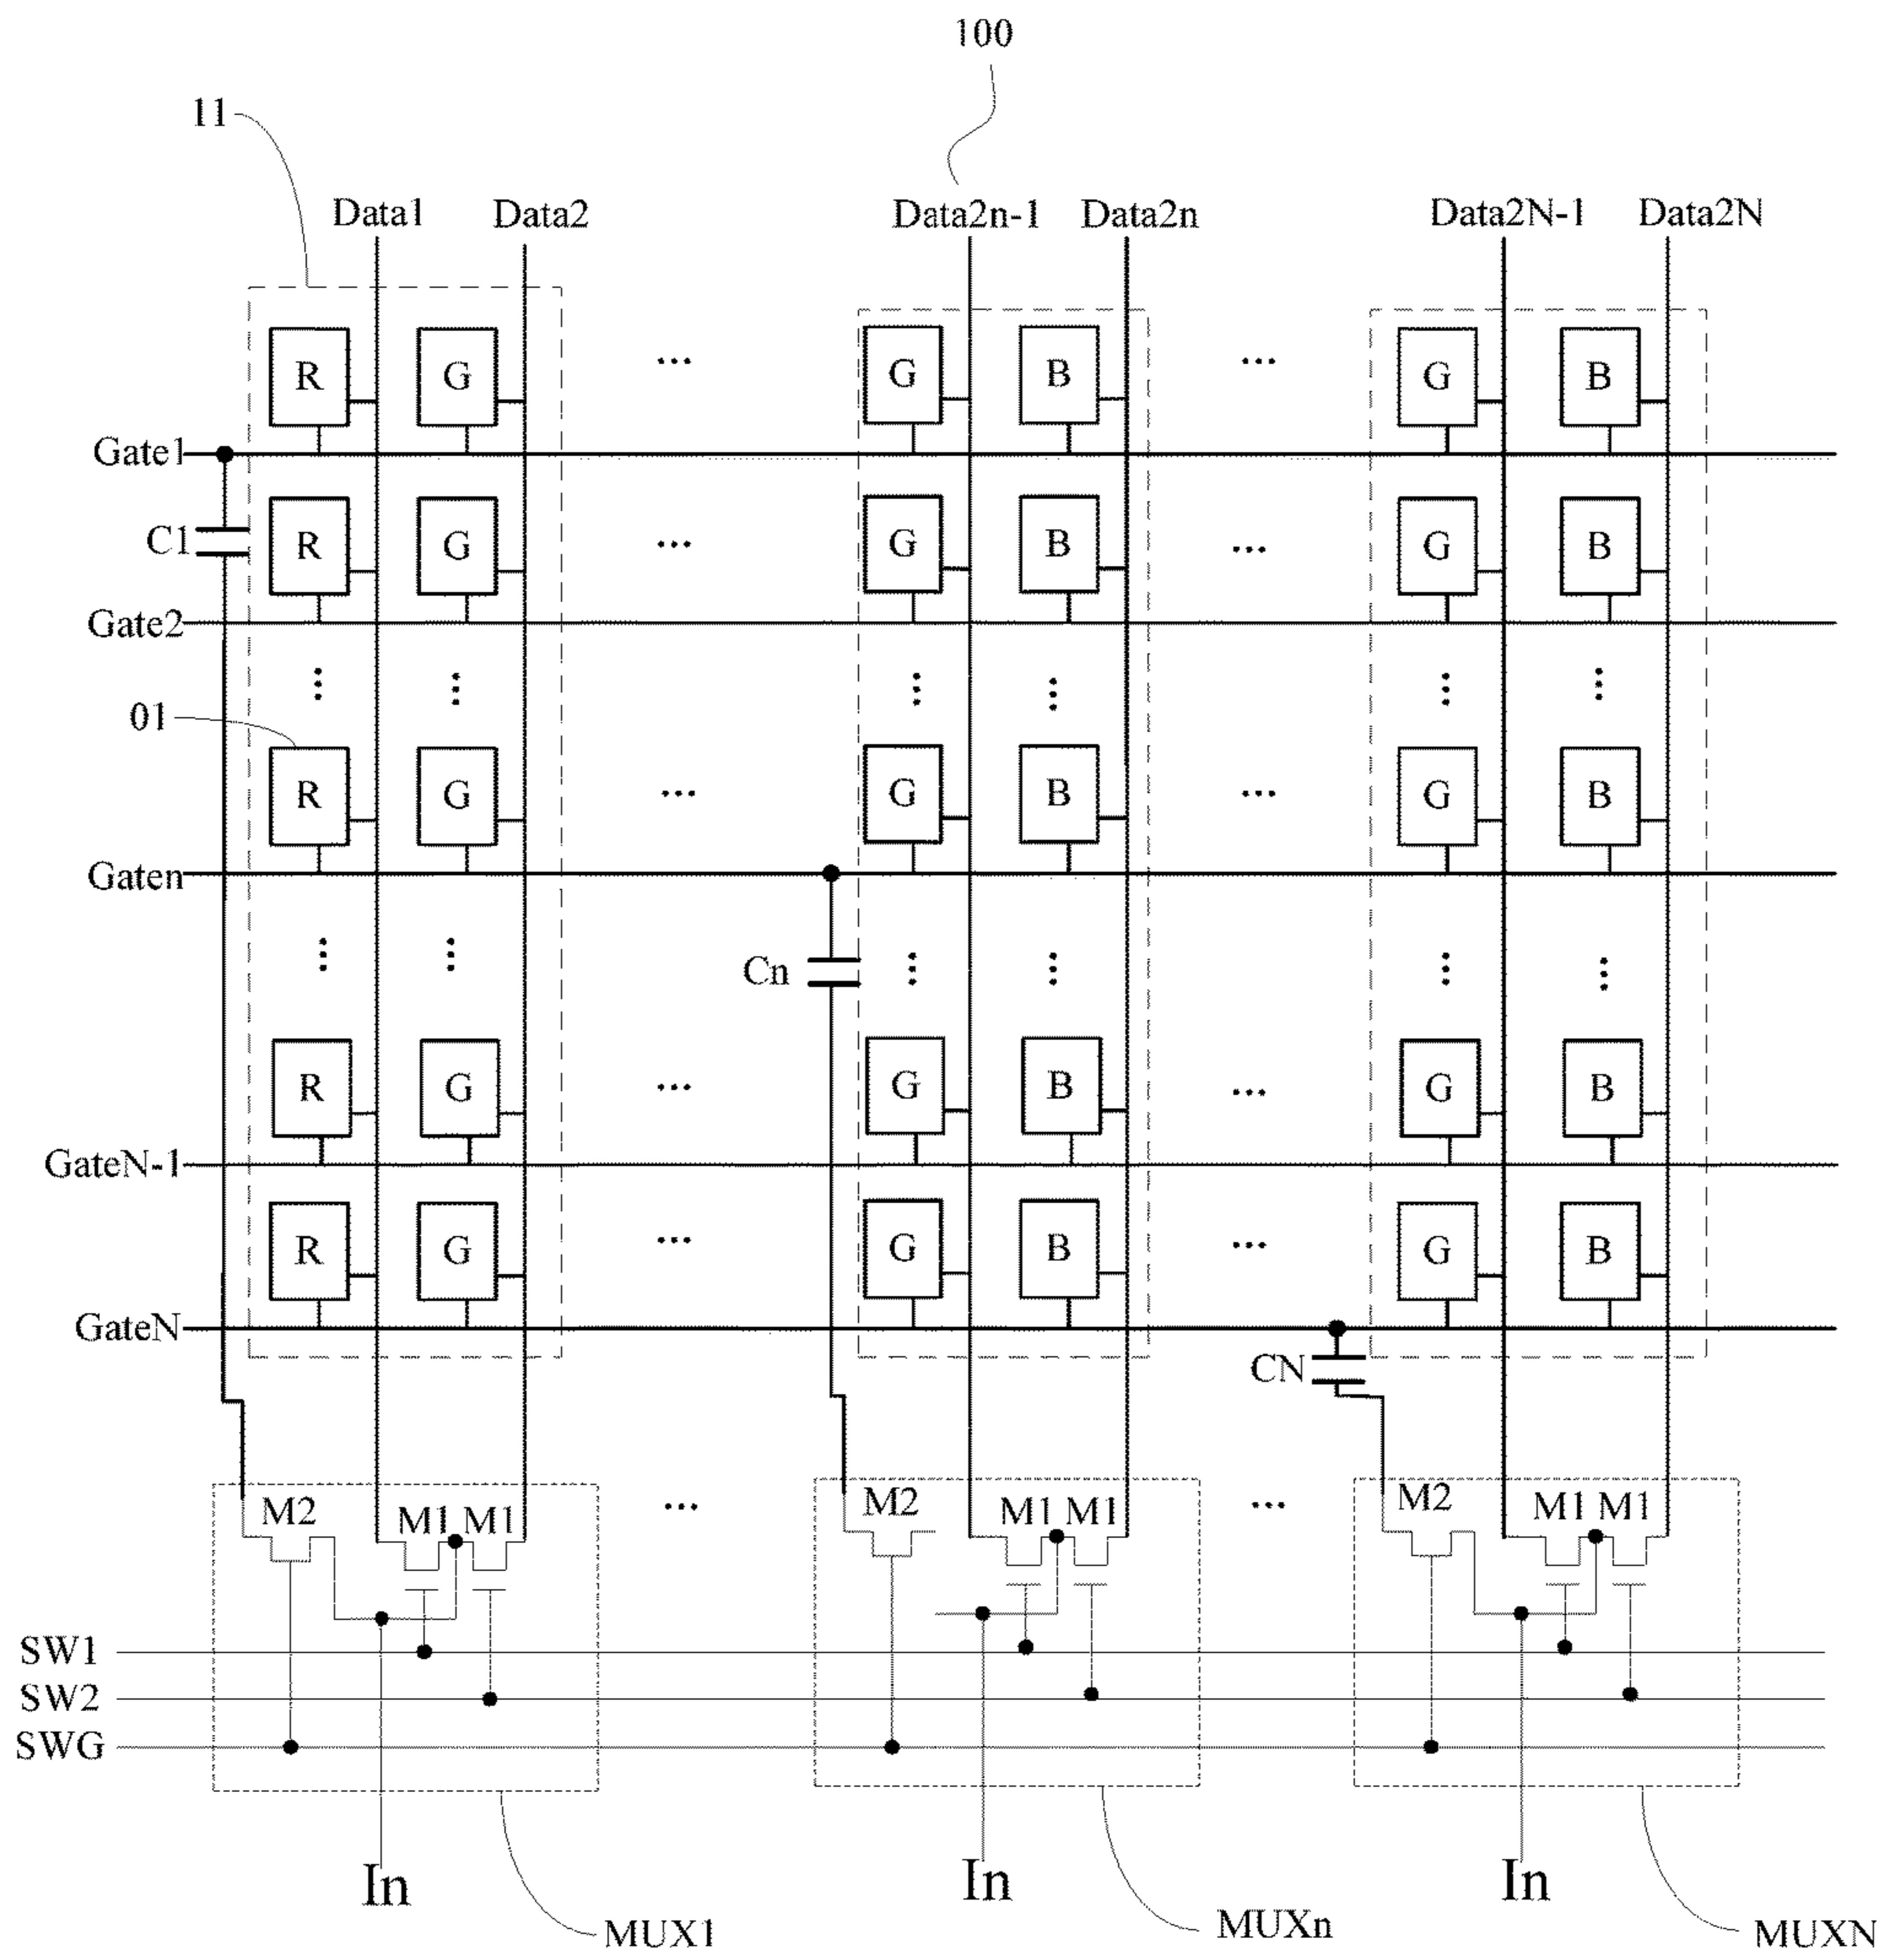 100
11
Data1 Data2 Data2n-1 Data2n Data2N-1 Data2N
R G ... G B ... G B
Gate1
C1 R G ... G B ... G B
Gate2
... ... ... ... ... ...
01
R G ... G B ... G B
Gaten
... ... Cn ... ... ... ...
R G ... G B ... G B
GateN-1
R G ... G B ... G B
GateN
CN
M2 M1 M1 ... M2 M1 M1 ... M2 M1 M1
SW1
SW2
SWG
In In In
MUX1 MUXn MUXN